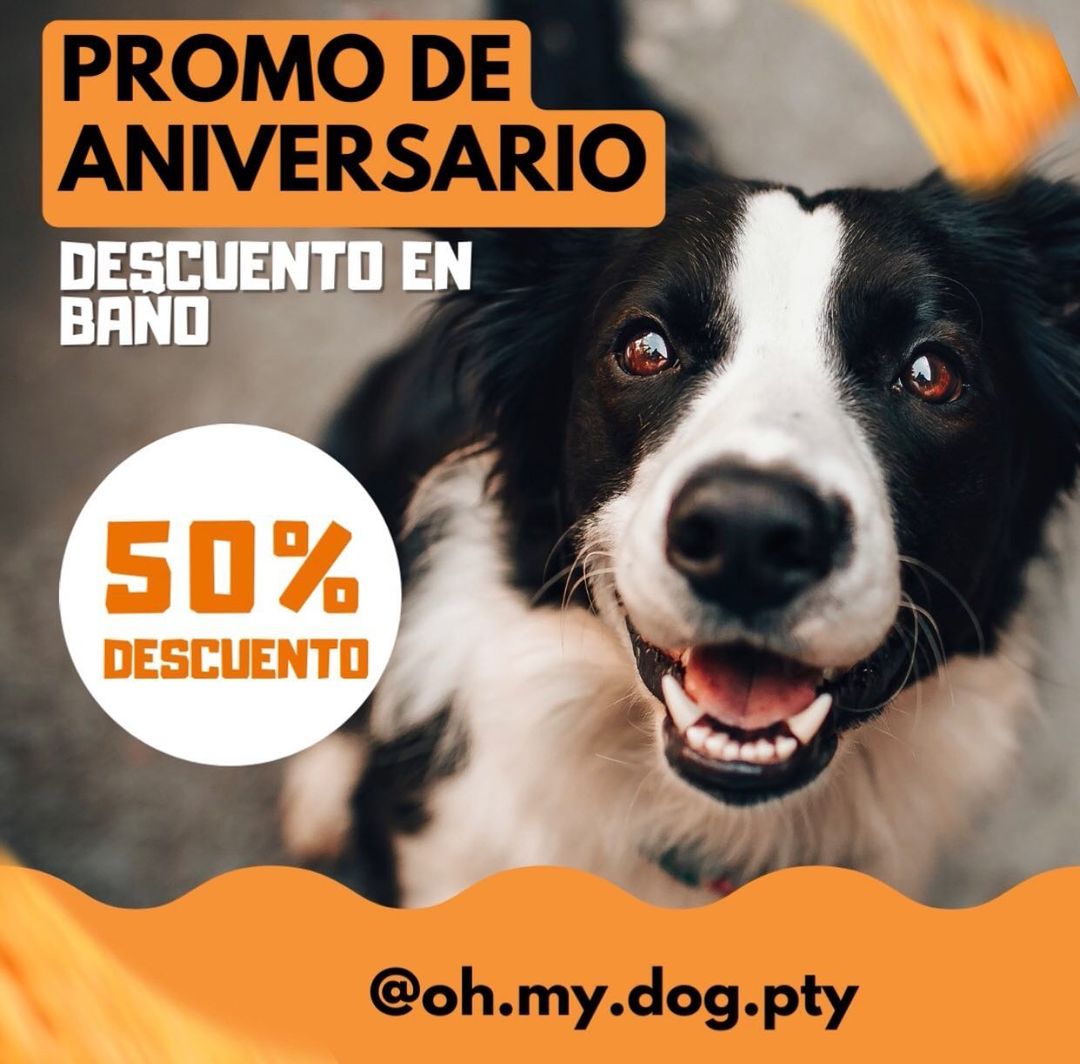 PROMO DE
ANIVERSARIO
DESCUENTO EN
BAÑO
50%
DESCUENTO
@oh.my.dog.pty